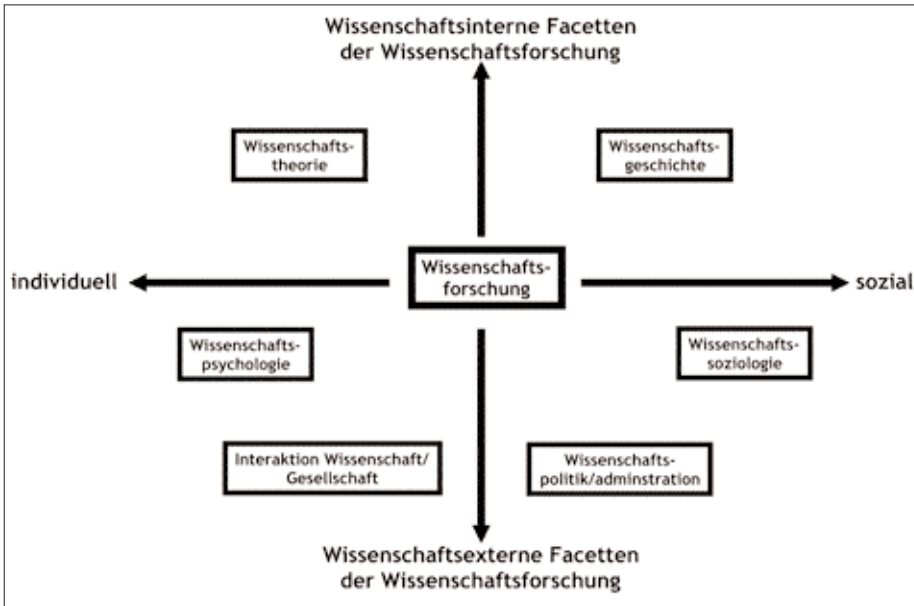 Wissenschaftsinterne Facetten
der Wissenschaftsforschung
Wissenschafts-
theorie
Wissenschafts-
geschichte
individuell
Wissenschafts-
forschung
sozial
Wissenschafts-
psychologie
Wissenschafts-
soziologie
Interaktion Wissenschaft/
Gesellschaft
Wissenschafts-
politik/adminstration
Wissenschaftsexterne Facetten
der Wissenschaftsforschung